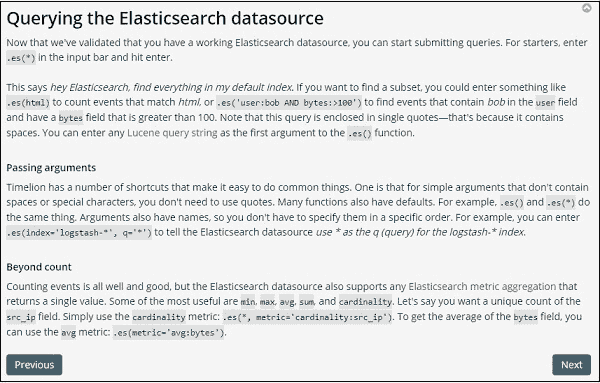 Querying the Elasticsearch datasource
Now that we've validated that you have a working Elasticsearch datasource, you can start submitting queries. For starters, enter
.es(*) in the input bar and hit enter.
This says hey Elasticsearch, find everything in my default index. If you want to find a subset, you could enter something like
.es(html) to count events that match html, or .es('user:bob AND bytes:>100') to find events that contain bob in the user field
and have a bytes field that is greater than 100. Note that this query is enclosed in single quotes—that's because it contains
spaces. You can enter any Lucene query string as the first argument to the .es() function.
Passing arguments
Timelion has a number of shortcuts that make it easy to do common things. One is that for simple arguments that don't contain
spaces or special characters, you don't need to use quotes. Many functions also have defaults. For example, .es() and .es(*) do
the same thing. Arguments also have names, so you don't have to specify them in a specific order. For example, you can enter
.es(index='logstash-*', q='*') to tell the Elasticsearch datasource use * as the q (query) for the logstash-* index.
Beyond count
Counting events is all well and good, but the Elasticsearch datasource also supports any Elasticsearch metric aggregation that
returns a single value. Some of the most useful are min, max, avg, sum, and cardinality. Let's say you want a unique count of the
src_ip field. Simply use the cardinality metric: .es(*, metric='cardinality:src_ip'). To get the average of the bytes field, you
can use the avg metric: .es(metric='avg:bytes').
Previous Next